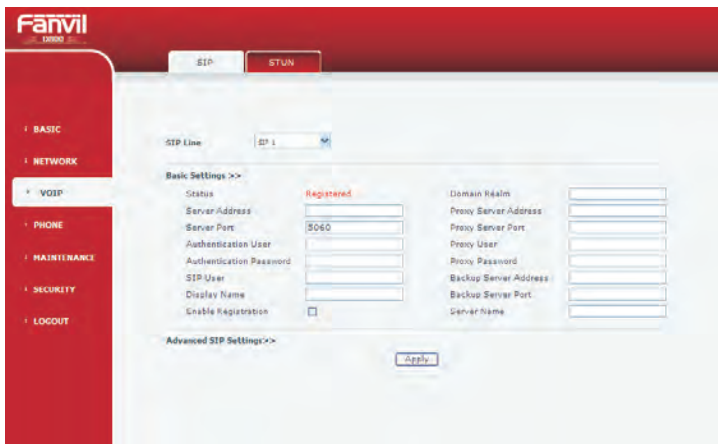 Fanvil
SIP STUN
BASIC
NETWORK
VOIP
PHONE
MAINTENANCE
SECURITY
LOGOUT
SIP Line SIP 1
Basic Settings >>
Status Registered Domain Realm
Server Address Proxy Server Address
Server Port 5060 Proxy Server Port
Authentication User Proxy User
Authentication Password Proxy Password
SIP User Backup Server Address
Display Name Backup Server Port
Enable Registration Server Name
Advanced SIP Settings>>
Apply